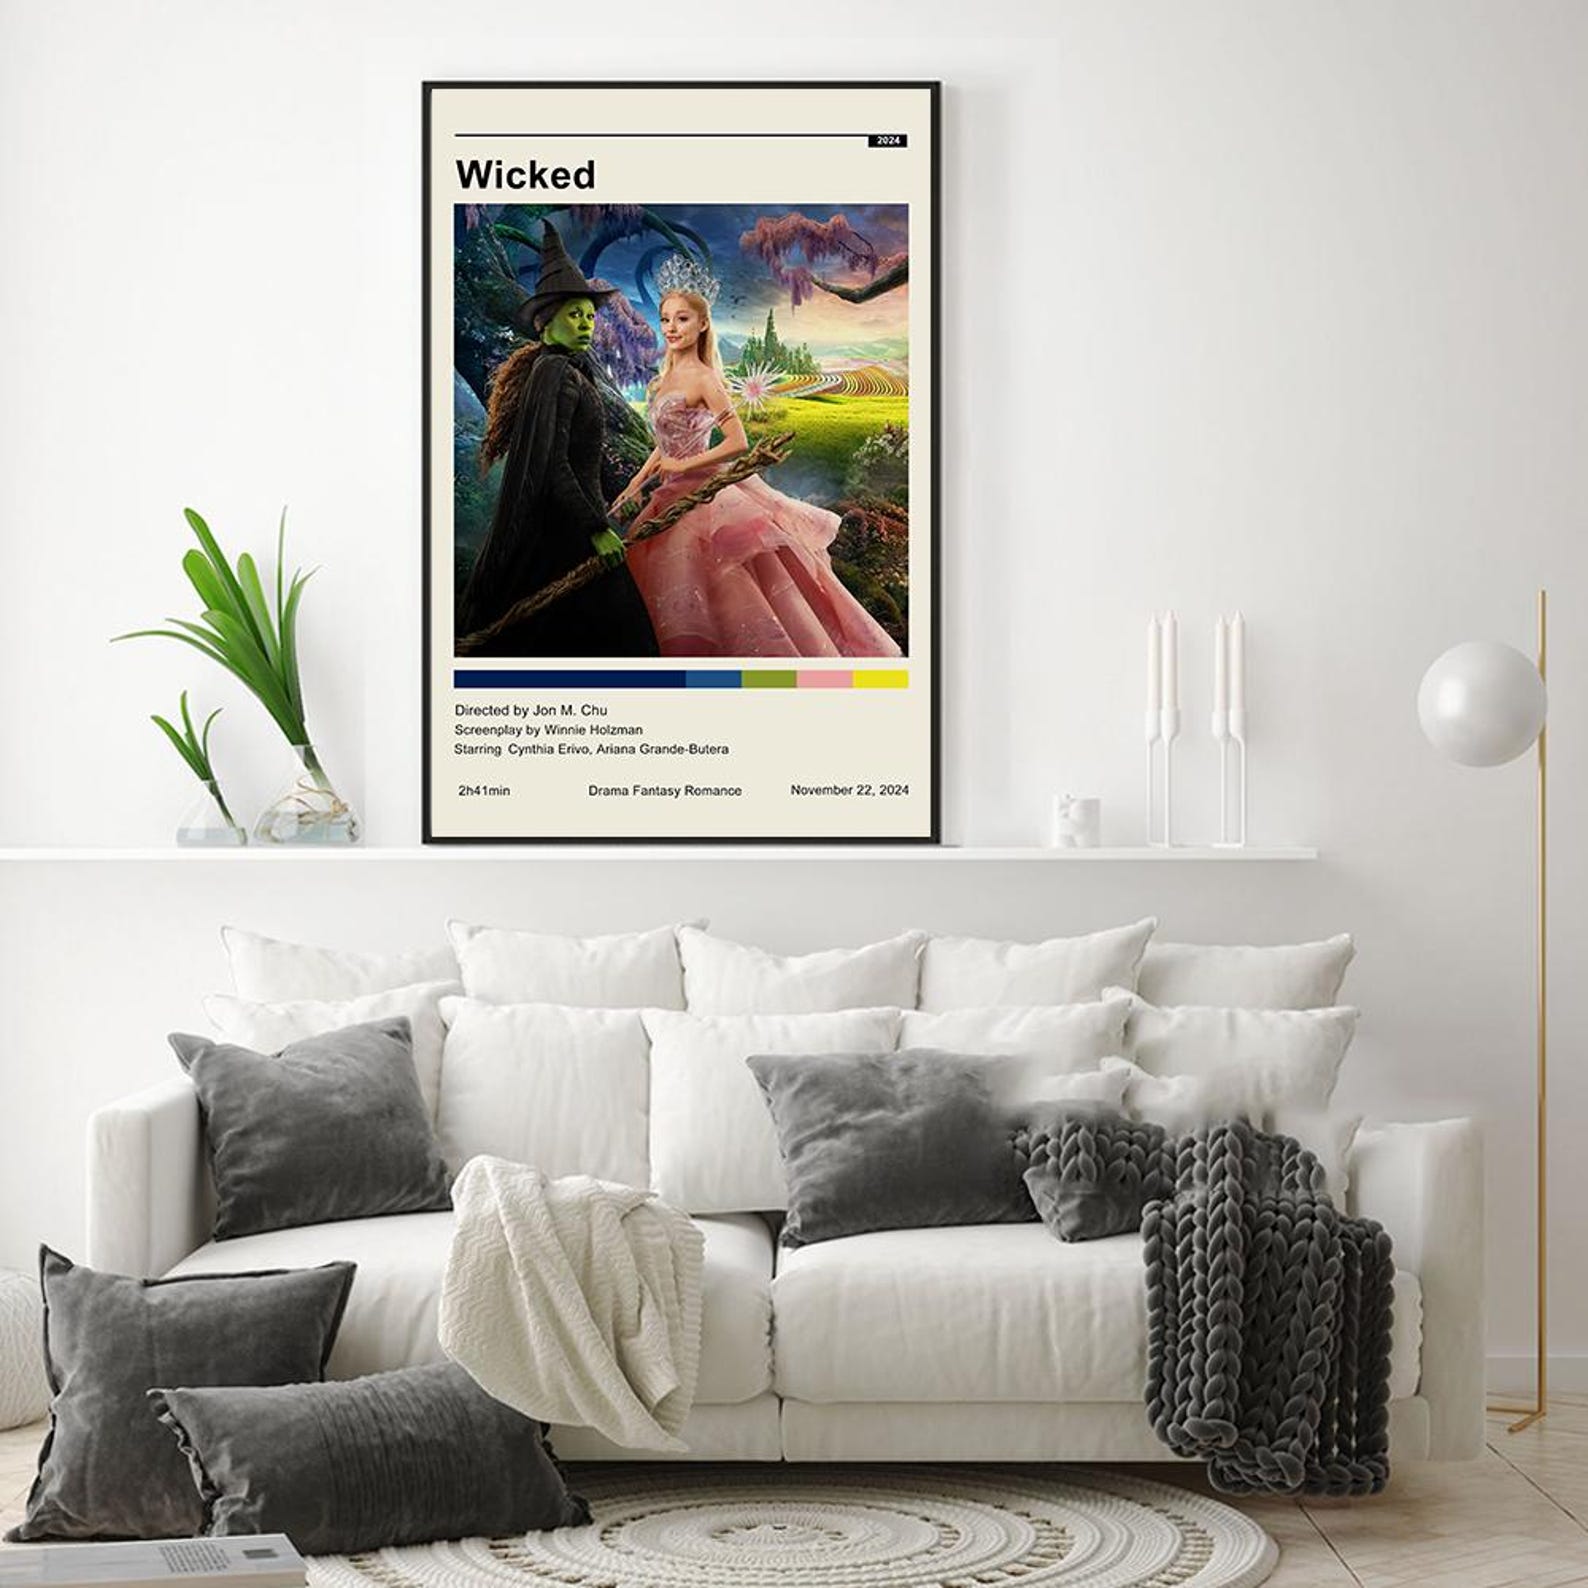 2024
Wicked
Directed by Jon M. Chu
Screenplay by Winnie Holzman
Starring Cynthia Erivo, Ariana Grande-Butera
2h41min Drama Fantasy Romance November 22, 2024